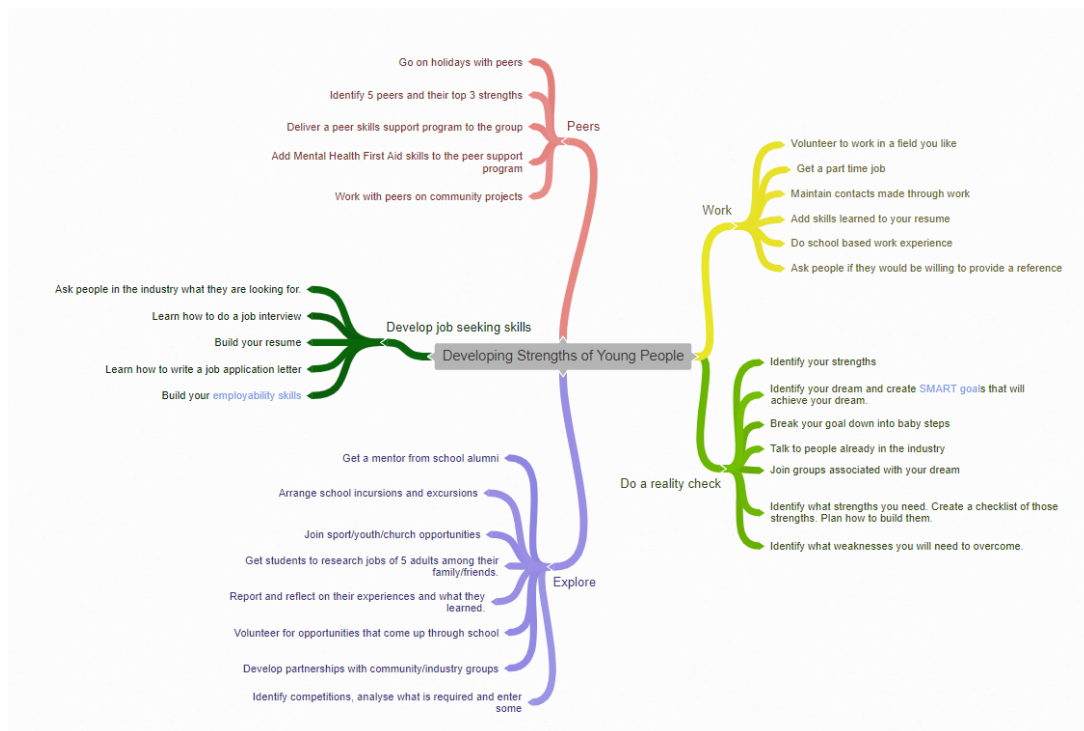 Go on holidays with peers
Identify 5 peers and their top 3 strengths
Deliver a peer skills support program to the group
Add Mental Health First Aid skills to the peer support
program
Work with peers on community projects
Peers
Work
Volunteer to work in a field you like
Get a part time job
Maintain contacts made through work
Add skills learned to your resume
Do school based work experience
Ask people if they would be willing to provide a reference
Ask people in the industry what they are looking for.
Learn how to do a job interview
Build your resume
Learn how to write a job application letter
Build your employability skills
Develop job seeking skills
Developing Strengths of Young People
Identify your strengths
Identify your dream and create SMART goals that will
achieve your dream.
Break your goal down into baby steps
Talk to people already in the industry
Join groups associated with your dream
Do a reality check
Identify what strengths you need. Create a checklist of those
strengths. Plan how to build them.
Identify what weaknesses you will need to overcome.
Get a mentor from school alumni
Arrange school incursions and excursions
Join sport/youth/church opportunities
Get students to research jobs of 5 adults among their
family/friends.
Explore
Report and reflect on their experiences and what they
learned.
Volunteer for opportunities that come up through school
Develop partnerships with community/industry groups
Identify competitions, analyse what is required and enter
some